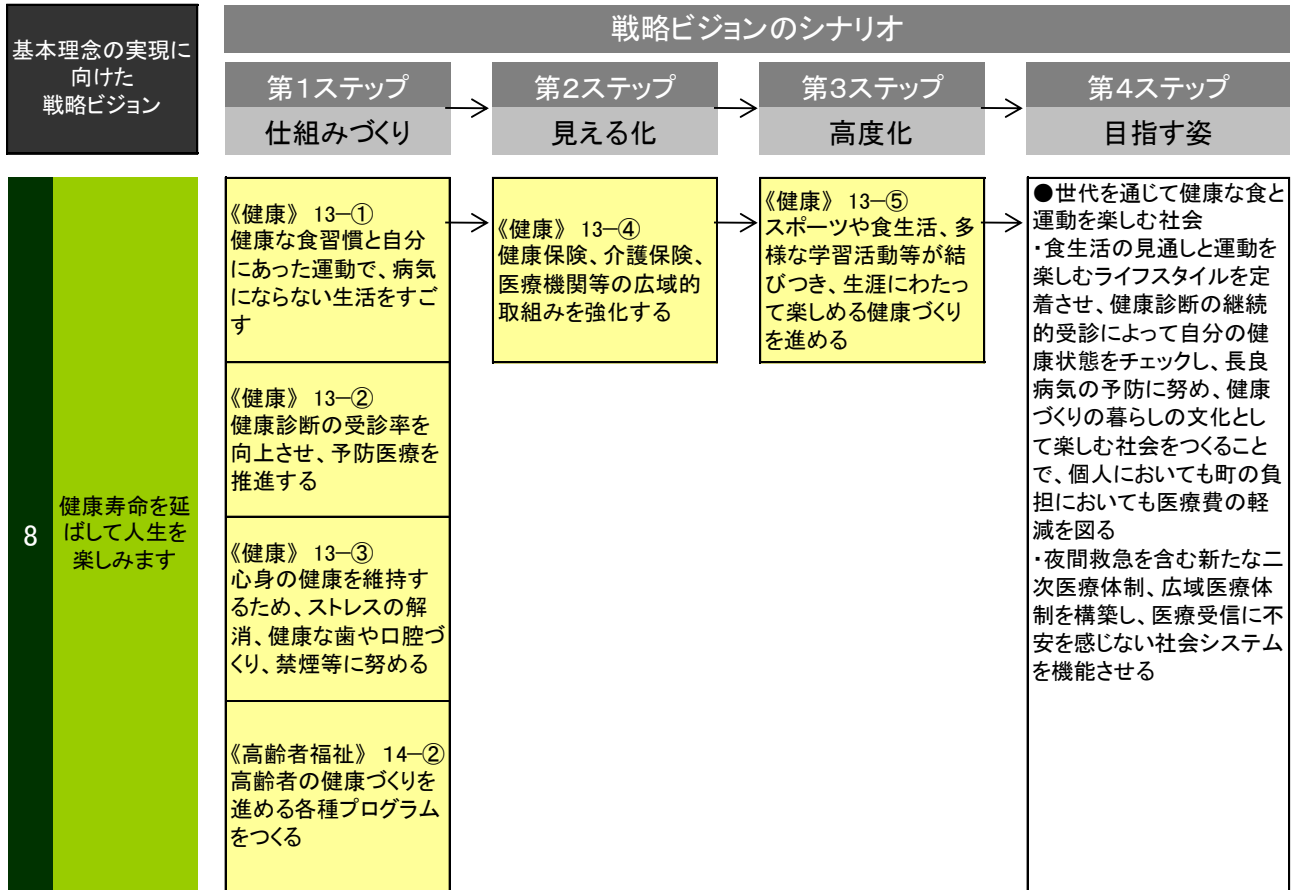 基本理念の実現に
向けた
戦略ビジョン
戦略ビジョンのシナリオ
第1ステップ
仕組みづくり
第2ステップ
見える化
第3ステップ
高度化
第4ステップ
目指す姿
8
健康寿命を延
ばして人生を
楽しみます
《健康》 13―①
健康な食習慣と自分
にあった運動で、病気
にならない生活をすご
す
《健康》 13―②
健康診断の受診率を
向上させ、予防医療を
推進する
《健康》 13―③
心身の健康を維持す
るため、ストレスの解
消、健康な歯や口腔づ
くり、禁煙等に努める
《高齢者福祉》 14―②
高齢者の健康づくりを
進める各種プログラム
をつくる
《健康》 13―④
健康保険、介護保険、
医療機関等の広域的
取組みを強化する
《健康》 13―⑤
スポーツや食生活、多
様な学習活動等が結
びつき、生涯にわたっ
て楽しめる健康づくり
を進める
●世代を通じて健康な食と
運動を楽しむ社会
・食生活の見通しと運動を
楽しむライフスタイルを定
着させ、健康診断の継続
的受診によって自分の健
康状態をチェックし、長良
病気の予防に努め、健康
づくりの暮らしの文化とし
て楽しむ社会をつくること
で、個人においても町の負
担においても医療費の軽
減を図る
・夜間救急を含む新たな二
次医療体制、広域医療体
制を構築し、医療受信に不
安を感じない社会システム
を機能させる